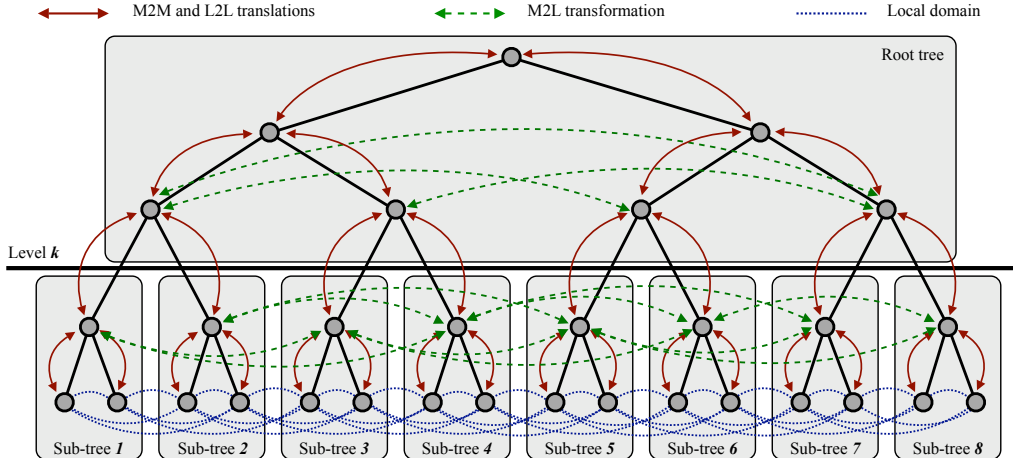 M2M and L2L translations
M2L transformation
Local domain
Root tree
Level k
Sub-tree 1
Sub-tree 2
Sub-tree 3
Sub-tree 4
Sub-tree 5
Sub-tree 6
Sub-tree 7
Sub-tree 8